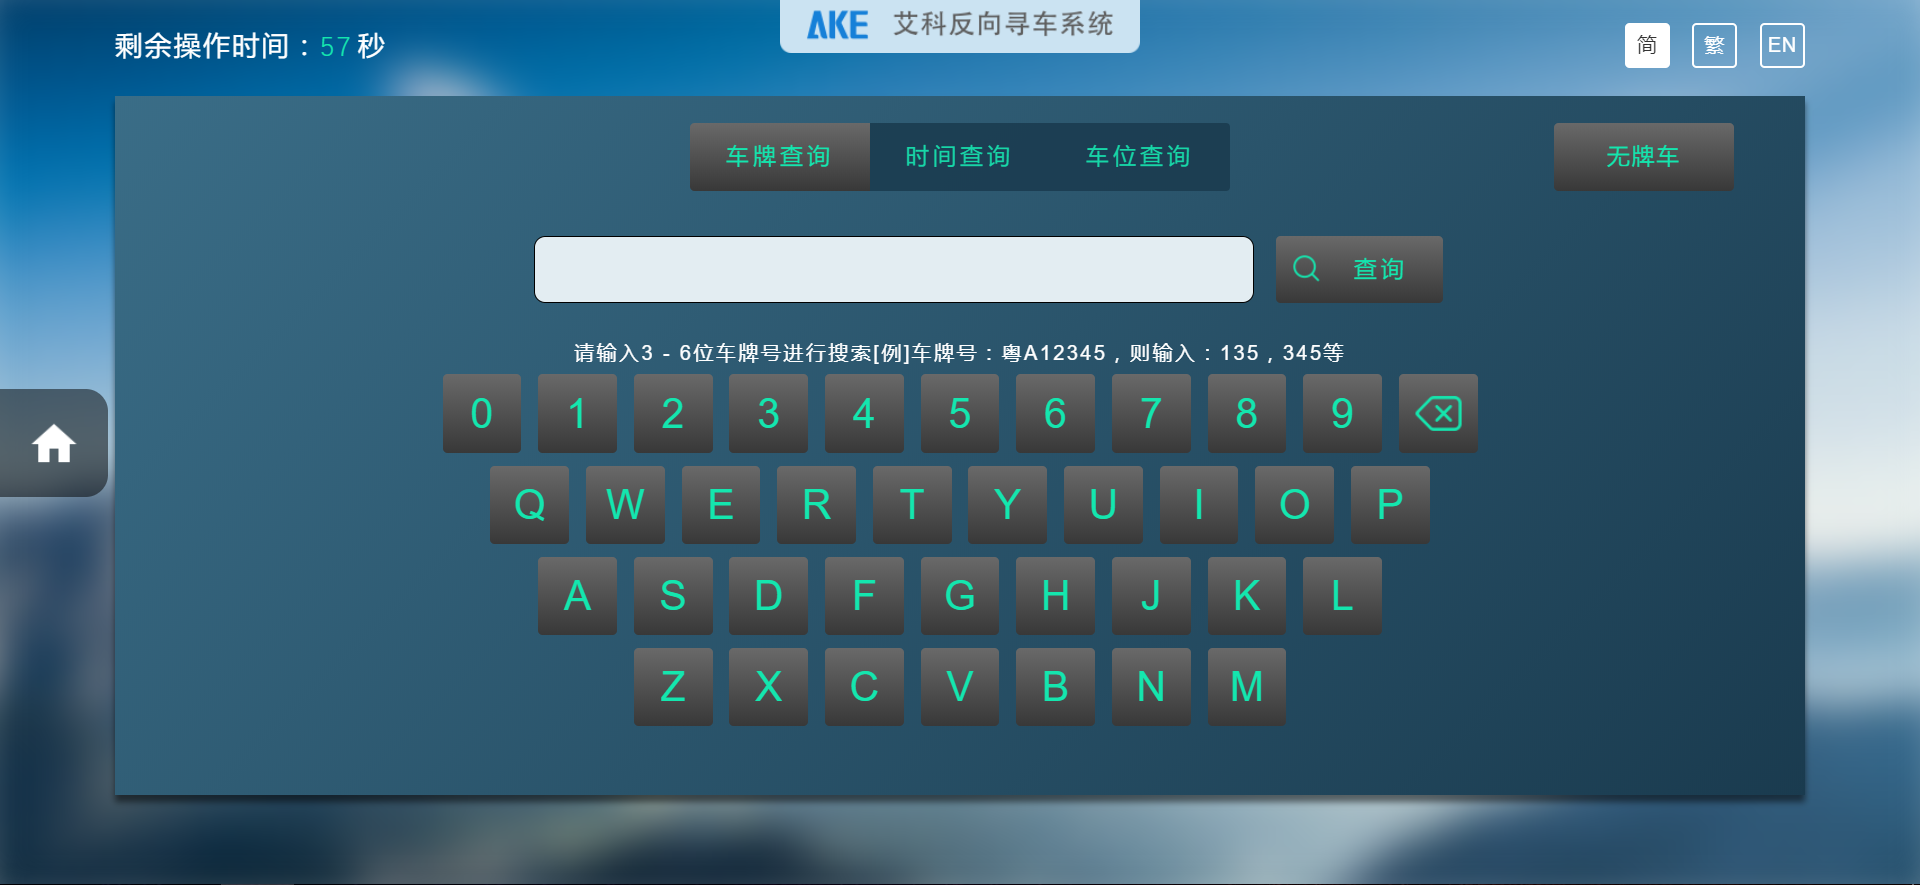 AKE 艾科反向寻车系统
剩余操作时间：57秒
简 繁 EN
车牌查询 时间查询 车位查询 无牌车
查询
请输入3 - 6位车牌号进行搜索[例]车牌号：粤A12345，则输入：135，345等
0 1 2 3 4 5 6 7 8 9
Q W E R T Y U I O P
A S D F G H J K L
Z X C V B N M